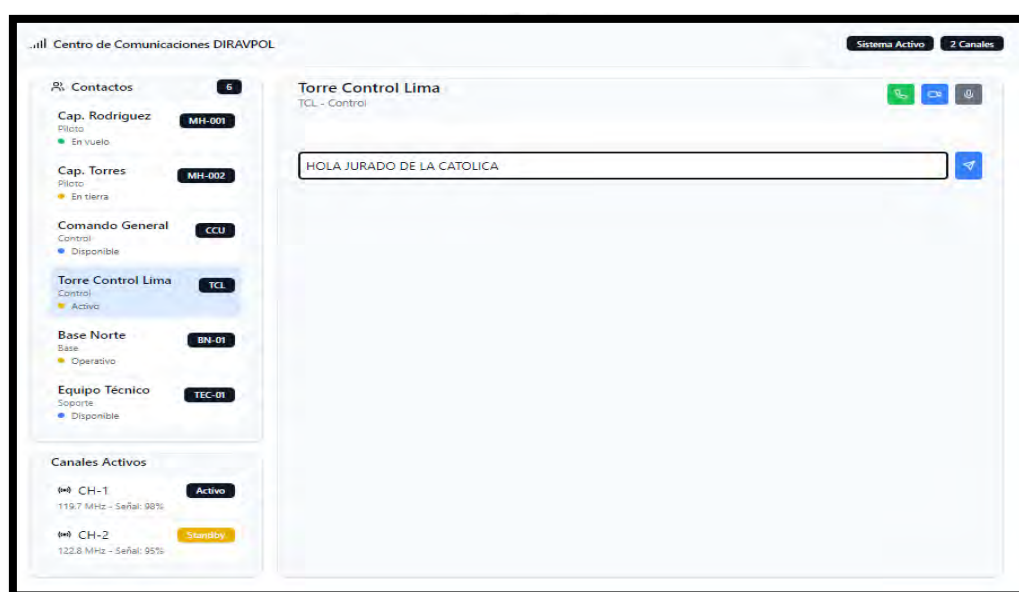 Centro de Comunicaciones DIRAVPOL
Sistema Activo
2 Canales
Contactos
6
Cap. Rodriguez
MH-001
Piloto
En vuelo
Cap. Torres
MH-002
Piloto
En tierra
Comando General
CCU
Control
Disponible
Torre Control Lima
TCL
Control
Activo
Base Norte
BN-01
Base
Operativo
Equipo Técnico
TEC-01
Soporte
Disponible
Canales Activos
CH-1
Activo
119.7 MHz - Señal: 98%
CH-2
Standby
122.8 MHz - Señal: 95%
Torre Control Lima
TCL - Control
HOLA JURADO DE LA CATOLICA